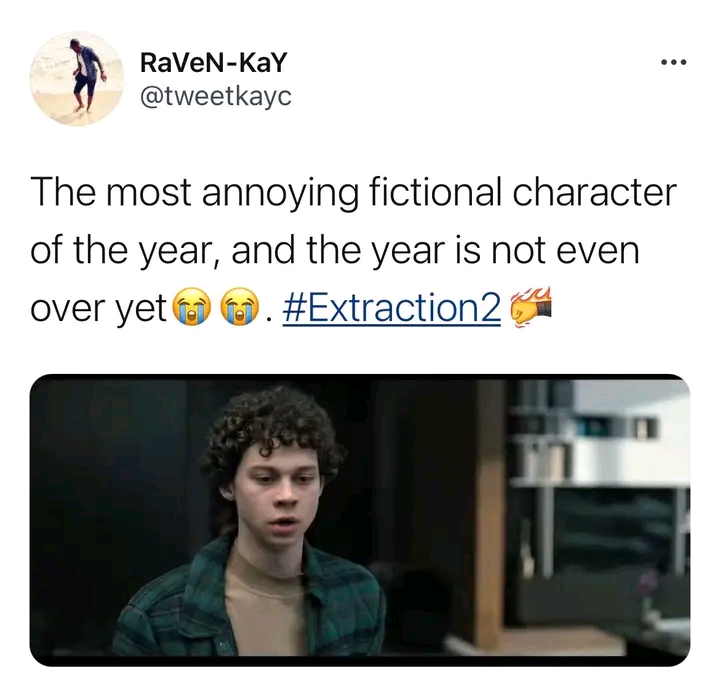 RaVeN-KaY
@tweetkayc
The most annoying fictional character
of the year, and the year is not even
over yet😭😭. #Extraction2